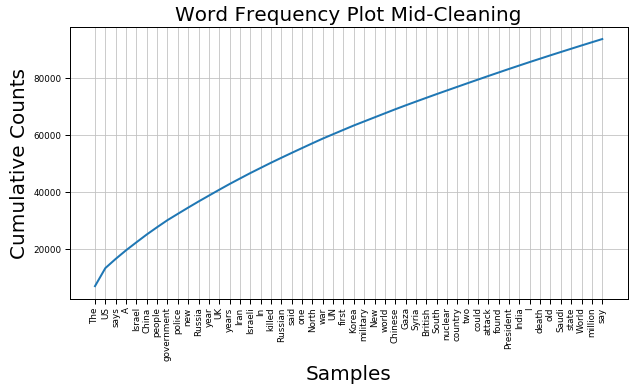 Word Frequency Plot Mid-Cleaning
Cumulative Counts
80000
60000
40000
20000
The
US
says
A
Israel
China
people
government
police
new
Russia
year
UK
years
Iran
Israeli
In
killed
Russian
said
one
North
war
UN
first
Korea
military
New
world
Chinese
Gaza
Syria
British
South
nuclear
country
two
could
attack
found
President
India
I
death
old
Saudi
state
World
million
say
Samples